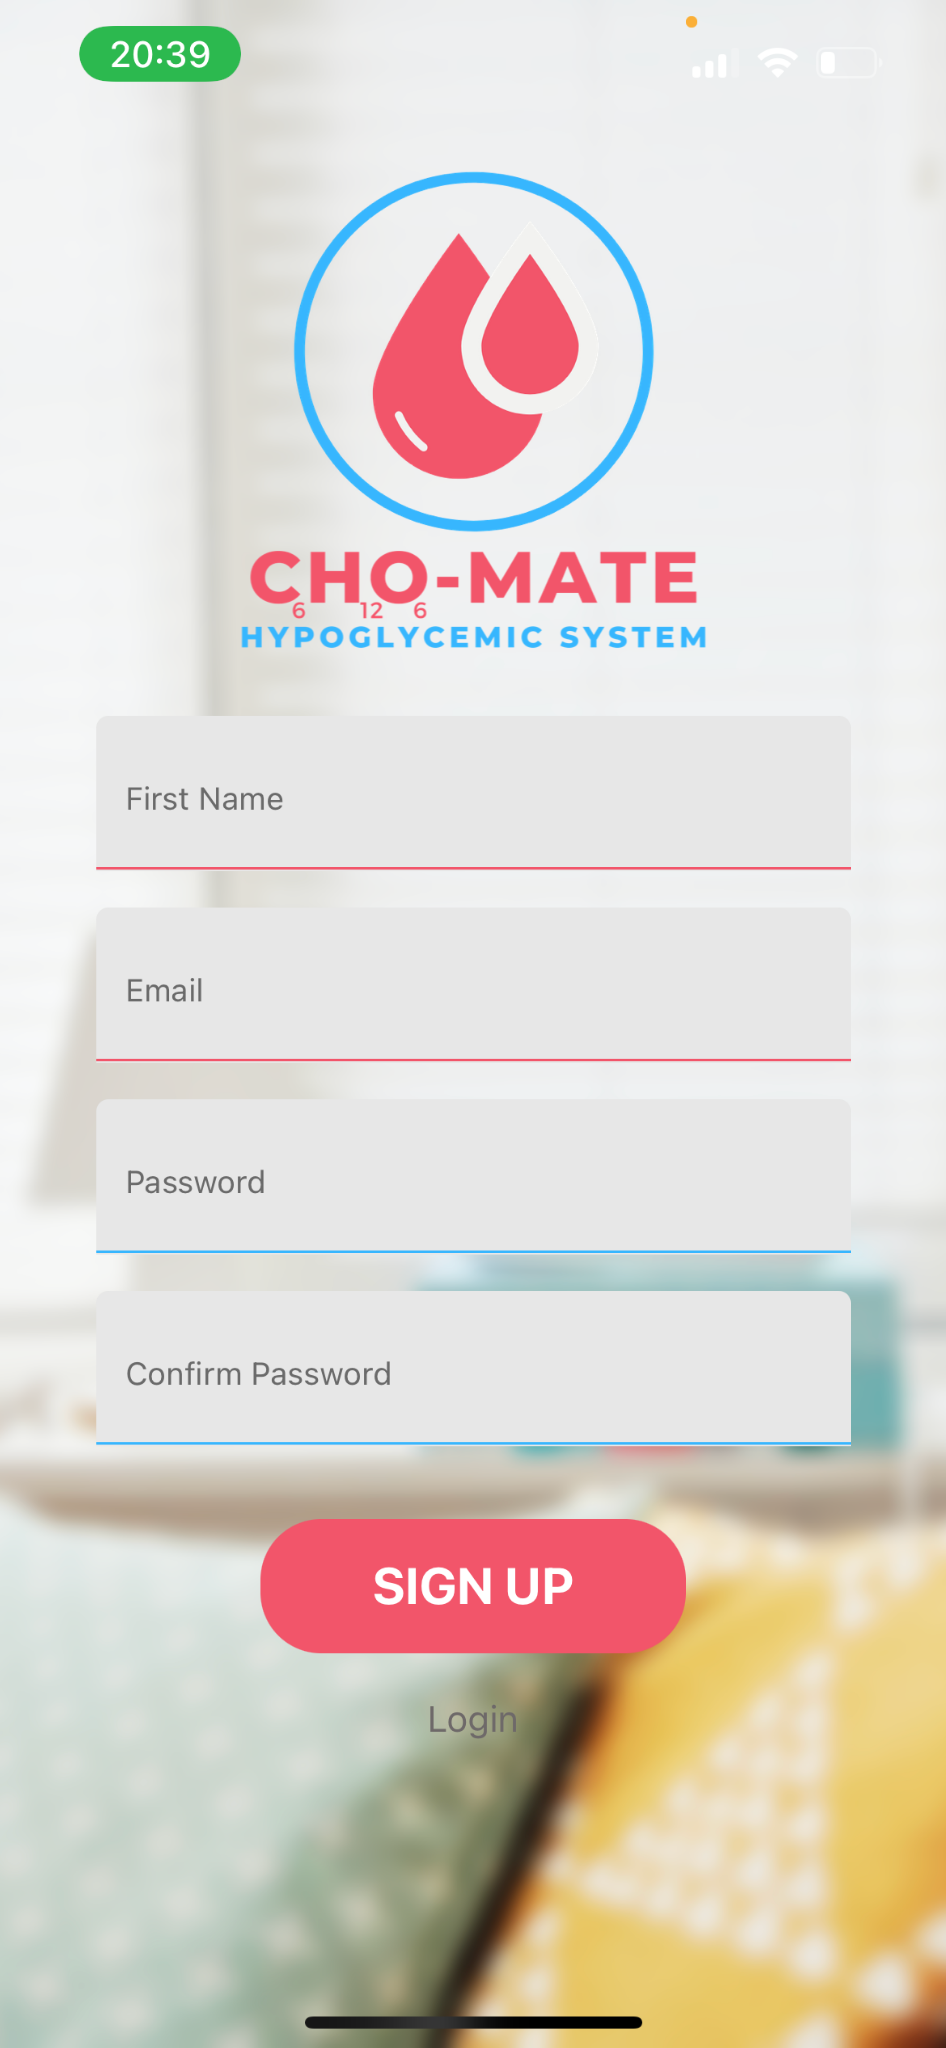 20:39
CHO-MATE
6 12 6
HYPOGLYCEMIC SYSTEM
First Name
Email
Password
Confirm Password
SIGN UP
Login